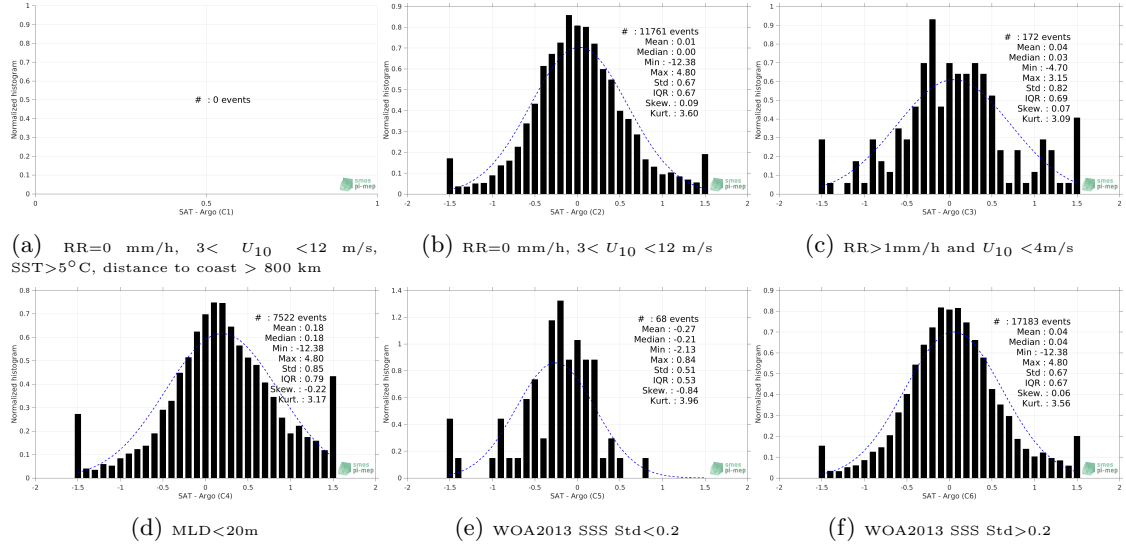 1
0.9
0.8
0.7
0.6
0.5
0.4
0.3
0.2
0.1
0
Normalized histogram
# : 0 events
smos
pi-mep
0 0.5 1
SAT - Argo (C1)
(a) RR=0 mm/h, 3< U10 <12 m/s,
SST>5°C, distance to coast > 800 km
0.9
0.8
0.7
0.6
0.5
0.4
0.3
0.2
0.1
0
Normalized histogram
# : 11761 events
Mean : 0.01
Median : 0.00
Min : -12.38
Max : 4.80
Std : 0.67
IQR : 0.67
Skew. : 0.09
Kurt. : 3.60
smos
pi-mep
-2 -1.5 -1 -0.5 0 0.5 1 1.5 2
SAT - Argo (C2)
(b) RR=0 mm/h, 3< U10 <12 m/s
1
0.9
0.8
0.7
0.6
0.5
0.4
0.3
0.2
0.1
0
Normalized histogram
# : 172 events
Mean : 0.04
Median : 0.03
Min : -4.70
Max : 3.15
Std : 0.82
IQR : 0.69
Skew. : 0.07
Kurt. : 3.09
smos
pi-mep
-2 -1.5 -1 -0.5 0 0.5 1 1.5 2
SAT - Argo (C3)
(c) RR>1mm/h and U10 <4m/s
0.8
0.7
0.6
0.5
0.4
0.3
0.2
0.1
0
Normalized histogram
# : 7522 events
Mean : 0.18
Median : 0.18
Min : -12.38
Max : 4.80
Std : 0.85
IQR : 0.79
Skew. : -0.22
Kurt. : 3.17
smos
pi-mep
-2 -1.5 -1 -0.5 0 0.5 1 1.5 2
SAT - Argo (C4)
(d) MLD<20m
1.4
1.2
1
0.8
0.6
0.4
0.2
0
Normalized histogram
# : 68 events
Mean : -0.27
Median : -0.21
Min : -2.13
Max : 0.84
Std : 0.51
IQR : 0.53
Skew. : -0.84
Kurt. : 3.96
smos
pi-mep
-2 -1.5 -1 -0.5 0 0.5 1 1.5 2
SAT - Argo (C5)
(e) WOA2013 SSS Std<0.2
0.9
0.8
0.7
0.6
0.5
0.4
0.3
0.2
0.1
0
Normalized histogram
# : 17183 events
Mean : 0.04
Median : 0.04
Min : -12.38
Max : 4.80
Std : 0.67
IQR : 0.67
Skew. : 0.06
Kurt. : 3.56
smos
pi-mep
-2 -1.5 -1 -0.5 0 0.5 1 1.5 2
SAT - Argo (C6)
(f) WOA2013 SSS Std>0.2